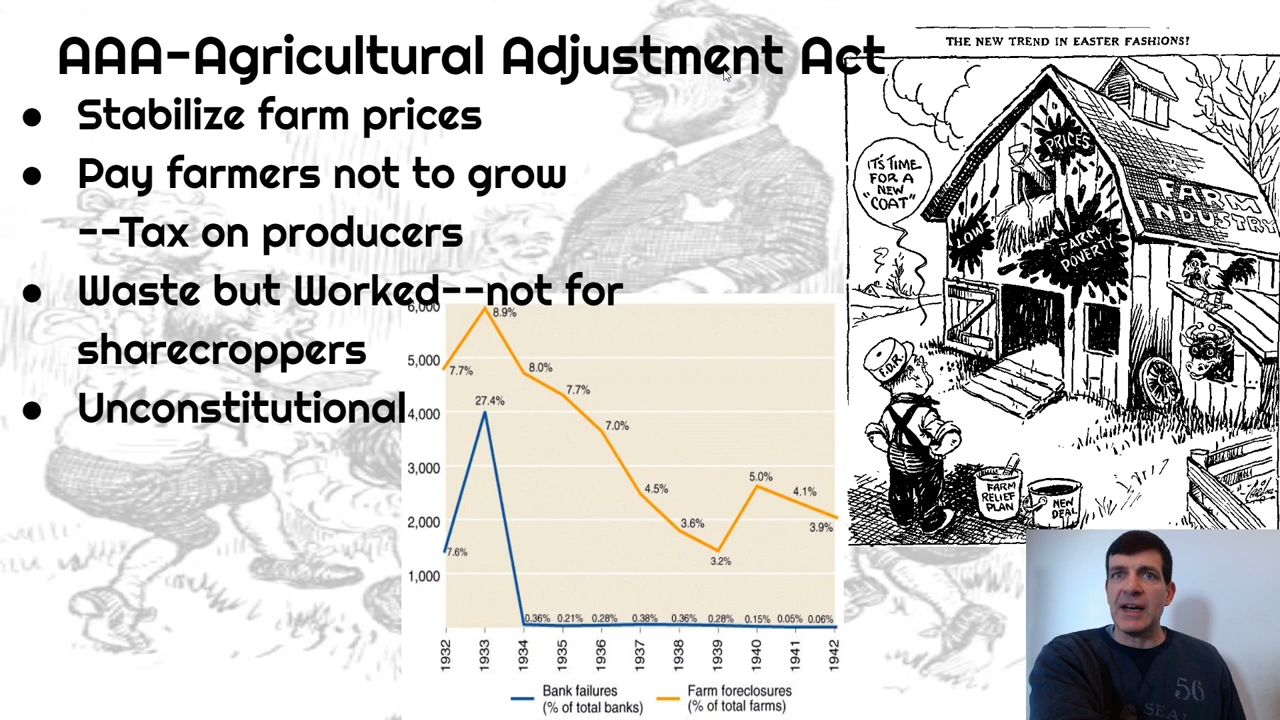 AAA-Agricultural Adjustment Act
● Stabilize farm prices
● Pay farmers not to grow
--Tax on producers
● Waste but Worked--not for
sharecroppers
● Unconstitutional
THE NEW TREND IN EASTER FASHIONS?
IT'S TIME
FOR A
"NEW
COAT"
PRICES
LOW
FARM
POVERTY
FARM
INDUSTRY
F.D.R.
FARM
RELIEF
PLAN
NEW
DEAL
6,000
5,000
4,000
3,000
2,000
1,000
7.7%
8.9%
8.0%
7.7%
7.0%
4.5%
3.6%
3.2%
5.0%
4.1%
3.9%
7.6%
27.4%
0.36%
0.21%
0.28%
0.38%
0.36%
0.28%
0.15%
0.05%
0.06%
1932
1933
1934
1935
1936
1937
1938
1939
1940
1941
1942
Bank failures
(% of total banks)
Farm foreclosures
(% of total farms)
56
SEA